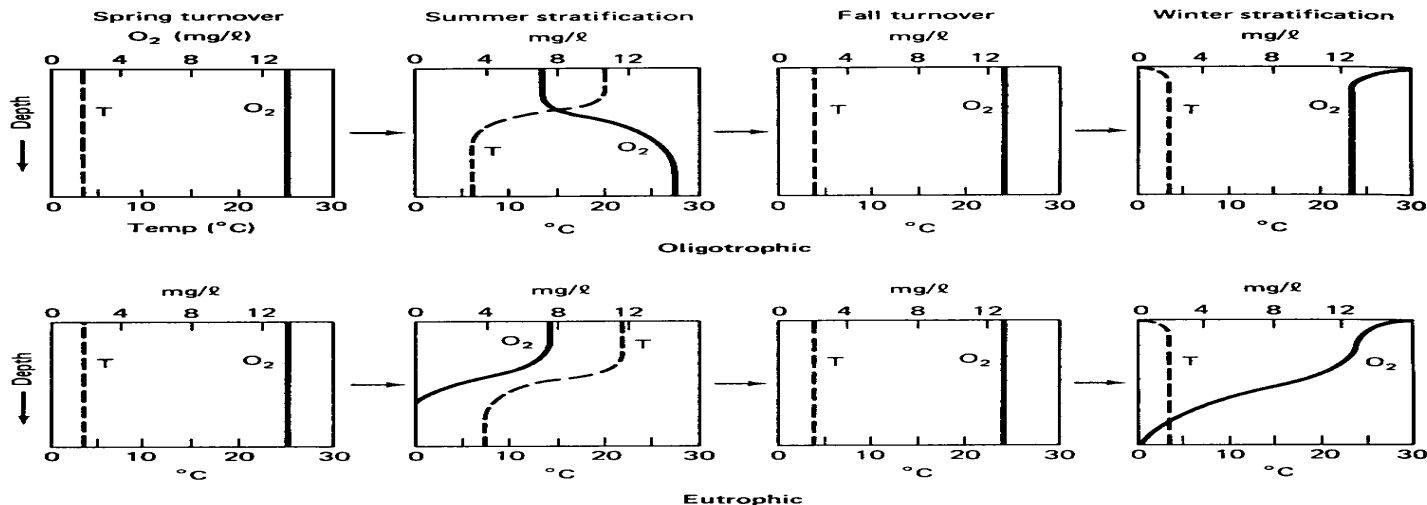 Spring turnover Summer stratification Fall turnover Winter stratification
O₂ (mg/ℓ) mg/ℓ mg/ℓ mg/ℓ
0 4 8 12 0 4 8 12 0 4 8 12 0 4 8 12
← Depth
T O₂ T O₂ T O₂ T O₂
0 10 20 30 0 10 20 30 0 10 20 30 0 10 20 30
Temp (°C) °C °C °C
Oligotrophic
mg/ℓ mg/ℓ mg/ℓ mg/ℓ
0 4 8 12 0 4 8 12 0 4 8 12 0 4 8 12
← Depth
T O₂ O₂ T T O₂ T O₂
0 10 20 30 0 10 20 30 0 10 20 30 0 10 20 30
°C °C °C °C
Eutrophic